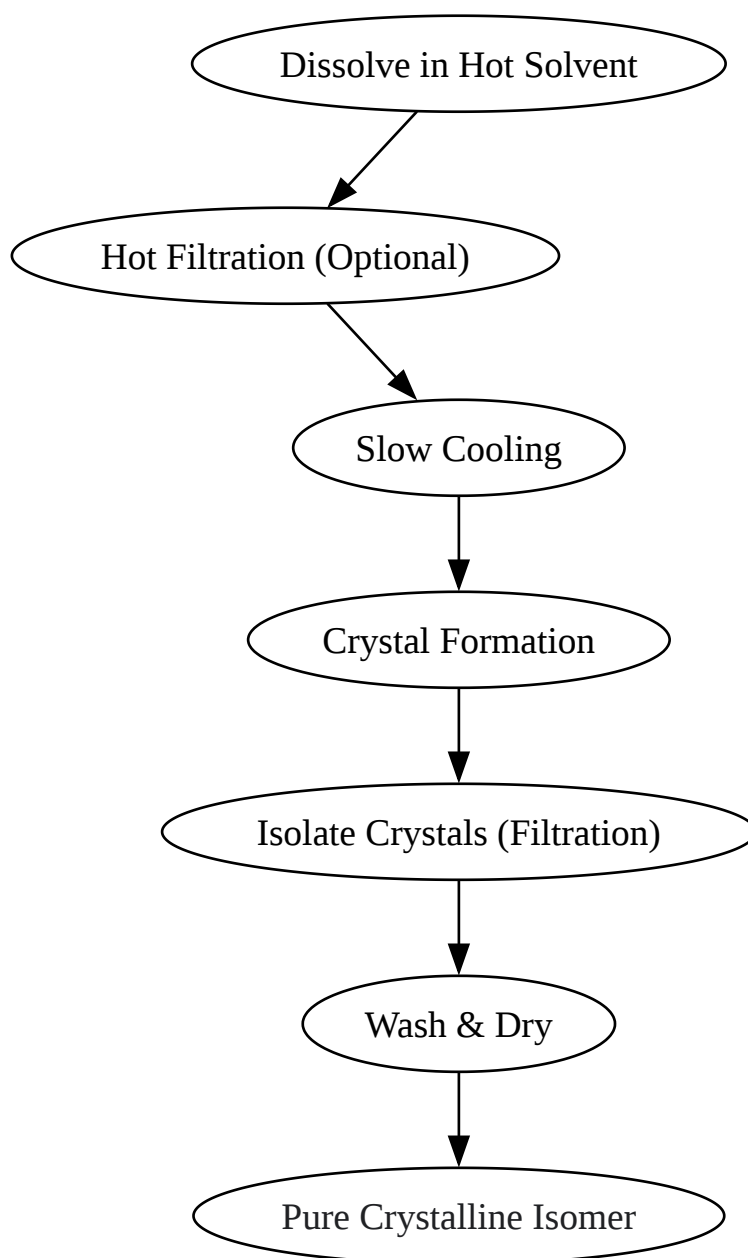 Dissolve in Hot Solvent
Hot Filtration (Optional)
Slow Cooling
Crystal Formation
Isolate Crystals (Filtration)
Wash & Dry
Pure Crystalline Isomer